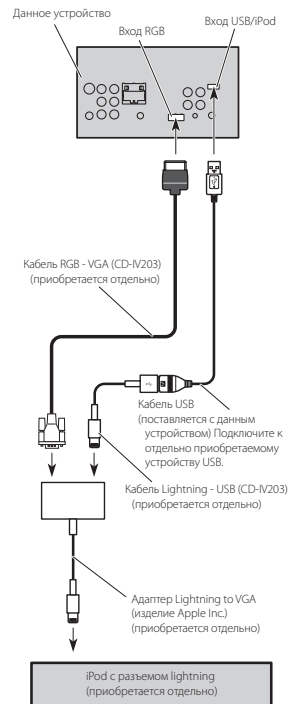 Данное устройство
Вход RGB
Вход USB/iPod
Кабель RGB - VGA (CD-IV203)
(приобретается отдельно)
Кабель USB
(поставляется с данным
устройством) Подключите к
отдельно приобретаемому
устройству USB.
Кабель Lightning - USB (CD-IV203)
(приобретается отдельно)
Адаптер Lightning to VGA
(изделие Apple Inc.)
(приобретается отдельно)
iPod с разъемом lightning
(приобретается отдельно)